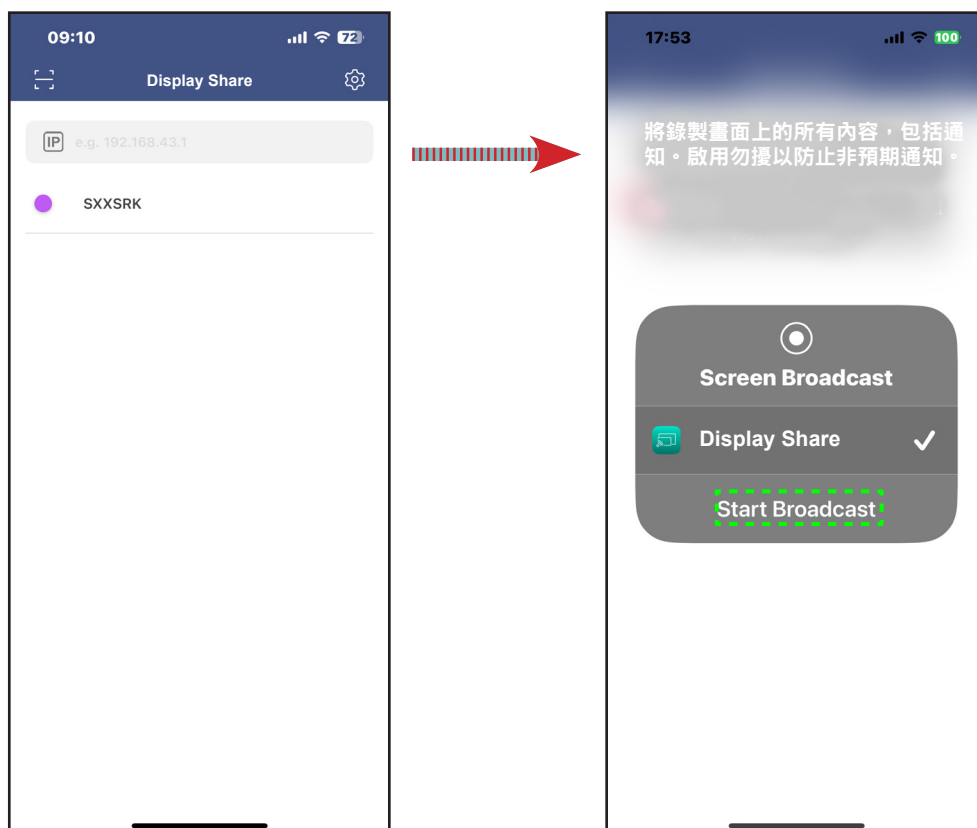 09:10
72
Display Share
IP
e.g. 192.168.43.1
SXXSRK
17:53
100
將錄製畫面上的所有內容，包括通
知。啟用勿擾以防止非預期通知。
Screen Broadcast
Display Share
Start Broadcast